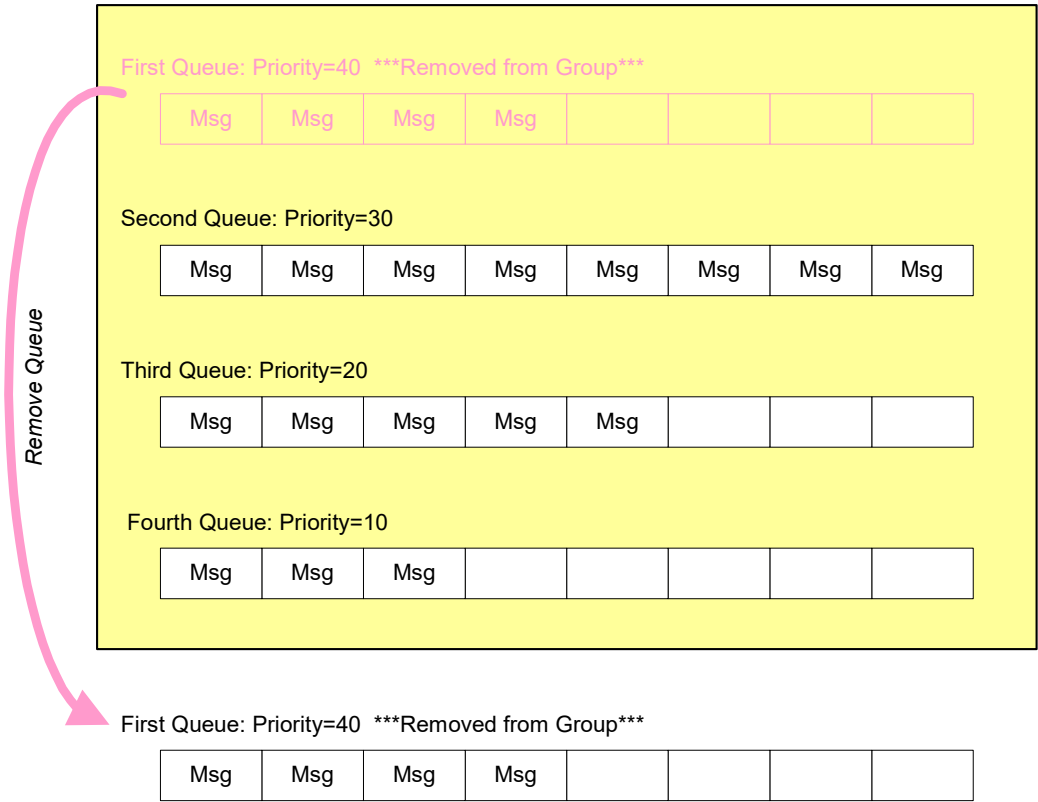 First Queue: Priority=40 ***Removed from Group***
Msg Msg Msg Msg
Second Queue: Priority=30
Msg Msg Msg Msg Msg Msg Msg Msg
Third Queue: Priority=20
Msg Msg Msg Msg Msg
Remove Queue
Fourth Queue: Priority=10
Msg Msg Msg
First Queue: Priority=40 ***Removed from Group***
Msg Msg Msg Msg